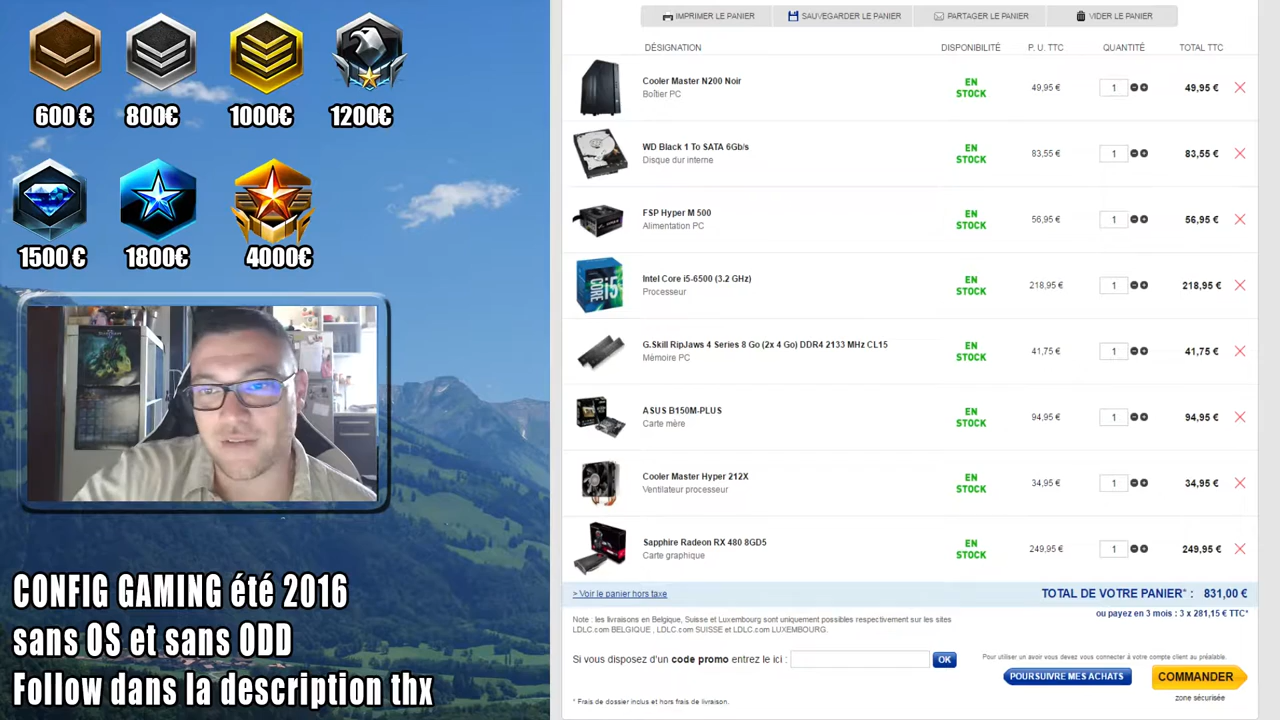 600€ 800€ 1000€ 1200€
1500€ 1800€ 4000€
CONFIG GAMING été 2016
sans OS et sans ODD
Follow dans la description thx
IMPRIMER LE PANIER SAUVEGARDER LE PANIER PARTAGER LE PANIER VIDER LE PANIER
DÉSIGNATION DISPONIBILITÉ P. U. TTC QUANTITÉ TOTAL TTC
Cooler Master N200 Noir
Boîtier PC
EN STOCK 49,95 € 1 49,95 €
WD Black 1 To SATA 6Gb/s
Disque dur interne
EN STOCK 83,55 € 1 83,55 €
FSP Hyper M 500
Alimentation PC
EN STOCK 56,95 € 1 56,95 €
CORE i5
Intel Core i5-6500 (3.2 GHz)
Processeur
EN STOCK 218,95 € 1 218,95 €
G.Skill RipJaws 4 Series 8 Go (2x 4 Go) DDR4 2133 MHz CL15
Mémoire PC
EN STOCK 41,75 € 1 41,75 €
ASUS B150M-PLUS
Carte mère
EN STOCK 94,95 € 1 94,95 €
Cooler Master Hyper 212X
Ventilateur processeur
EN STOCK 34,95 € 1 34,95 €
Sapphire Radeon RX 480 8GD5
Carte graphique
EN STOCK 249,95 € 1 249,95 €
> Voir le panier hors taxe
TOTAL DE VOTRE PANIER* : 831,00 €
ou payez en 3 mois : 3 x 281,15 € TTC*
Note : les livraisons en Belgique, Suisse et Luxembourg sont uniquement possibles respectivement sur les sites
LDLC.com BELGIQUE , LDLC.com SUISSE et LDLC.com LUXEMBOURG.
Si vous disposez d'un code promo entrez le ici : OK
Pour utiliser un avoir vous devez vous connecter à votre compte client au préalable.
POURSUIVRE MES ACHATS COMMANDER
zone sécurisée
* Frais de dossier inclus et hors frais de livraison.